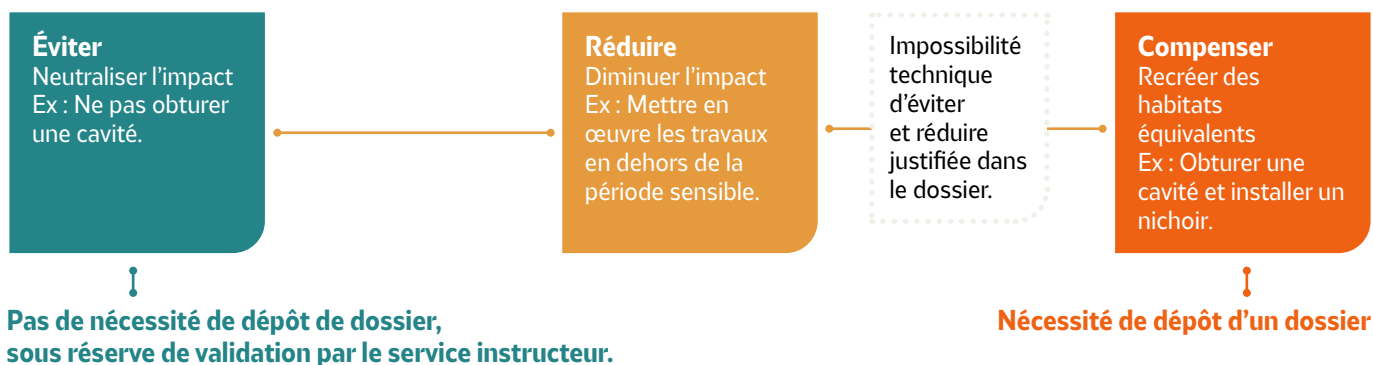 Éviter
Neutraliser l’impact
Ex : Ne pas obturer
une cavité.
Réduire
Diminuer l’impact
Ex : Mettre en
œuvre les travaux
en dehors de la
période sensible.
Impossibilité
technique
d’éviter
et réduire
justifiée dans
le dossier.
Compenser
Recréer des
habitats
équivalents
Ex : Obturer une
cavité et installer un
nichoir.
Pas de nécessité de dépôt de dossier,
sous réserve de validation par le service instructeur.
Nécessité de dépôt d’un dossier